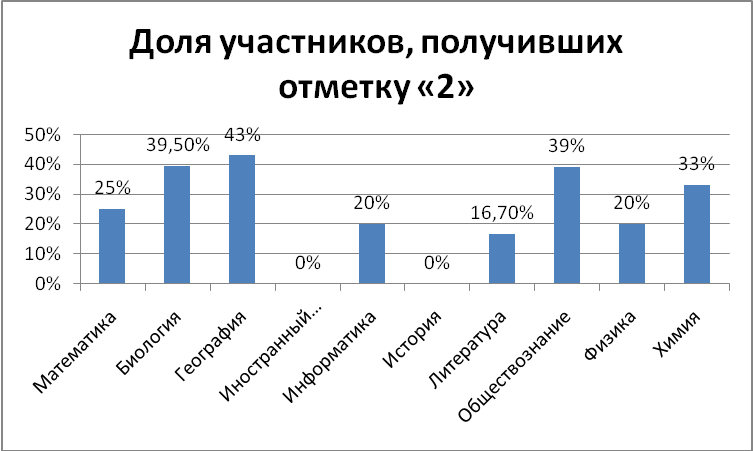 Доля участников, получивших
отметку «2»
50%
40%
30%
20%
10%
0%
25%
39,50%
43%
0%
20%
0%
16,70%
39%
20%
33%
Математика
Биология
География
Иностранный...
Информатика
История
Литература
Обществознание
Физика
Химия